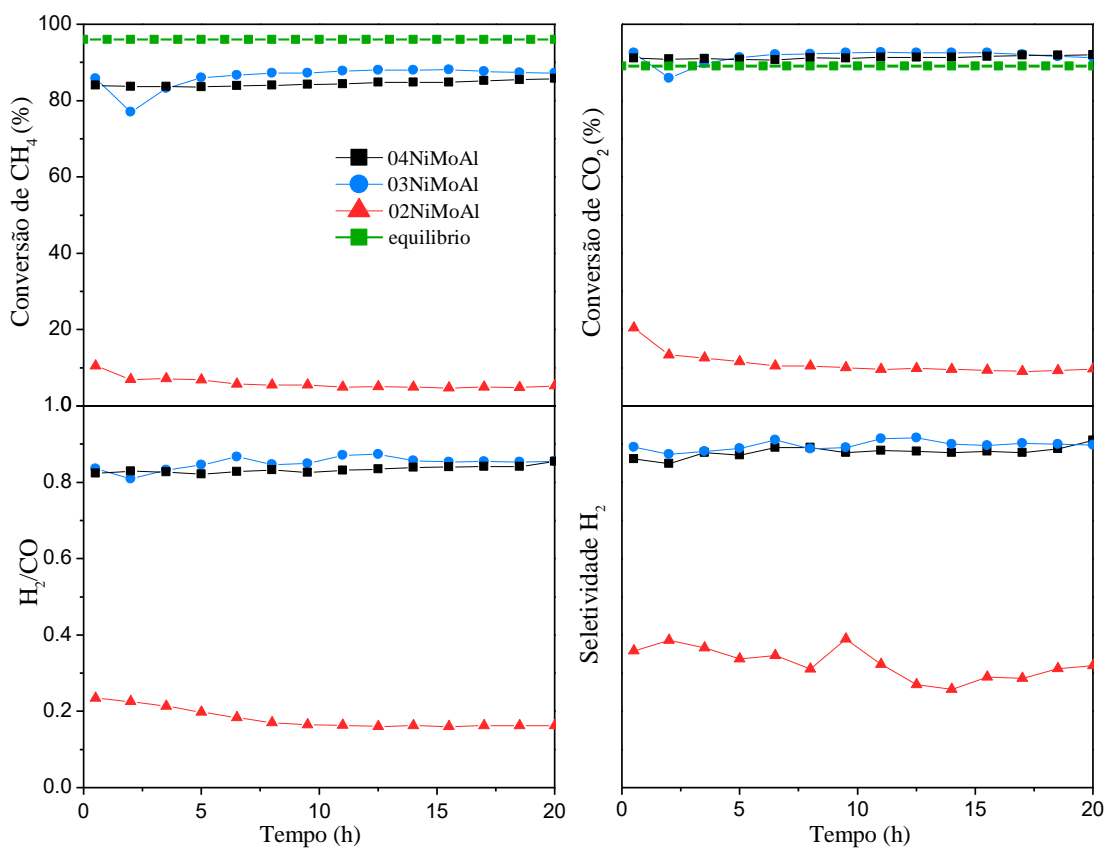 100
80
60
40
20
1.0
Conversão de CH4 (%)
04NiMoAl
03NiMoAl
02NiMoAl
equilibrio
Conversão de CO2 (%)
0.8
0.6
0.4
0.2
0.0
H2/CO
0 5 10 15 20
Tempo (h)
Seletividade H2
0 5 10 15 20
Tempo (h)